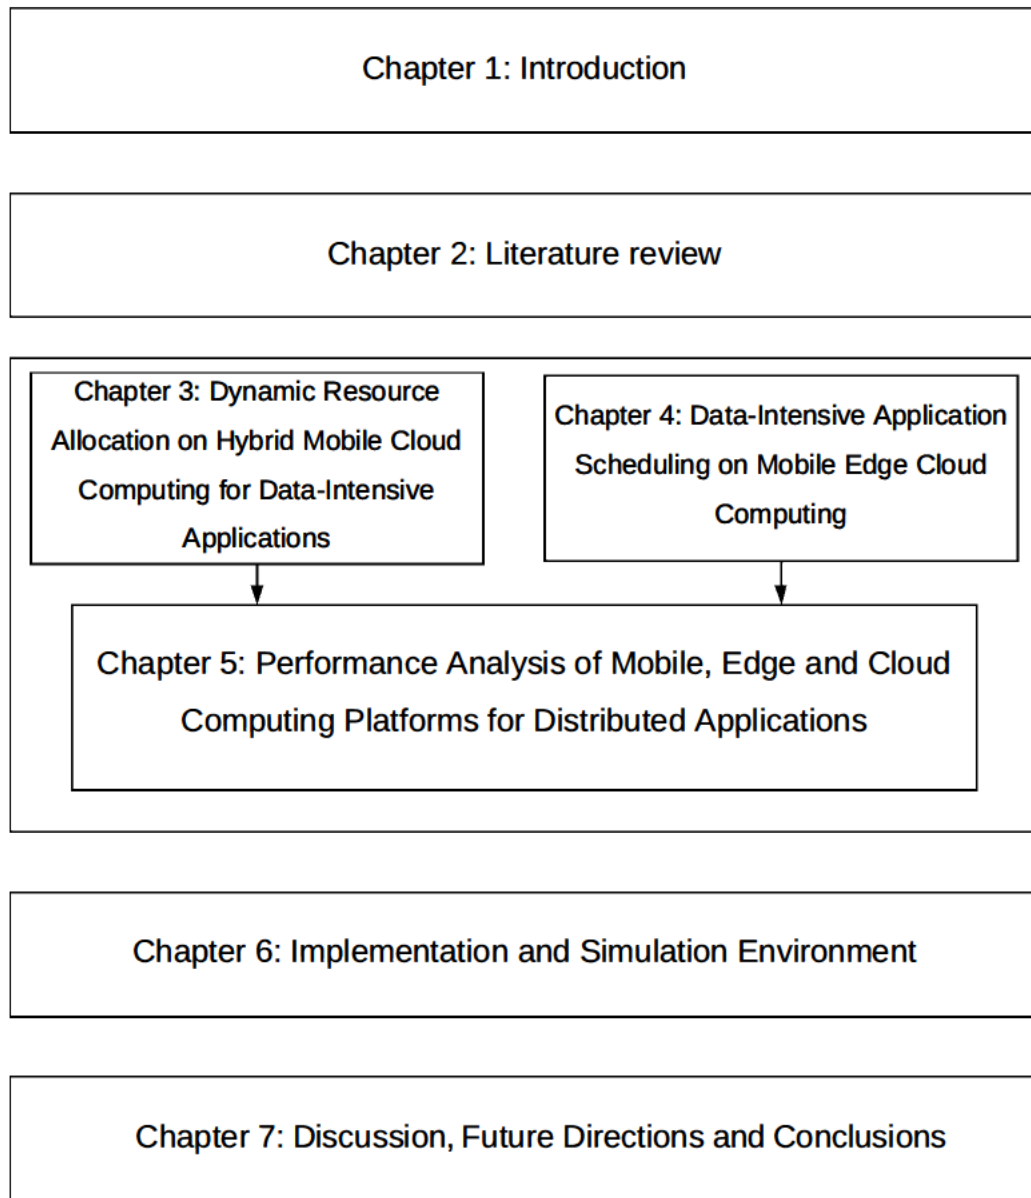 Chapter 1: Introduction
Chapter 2: Literature review
Chapter 3: Dynamic Resource
Allocation on Hybrid Mobile Cloud
Computing for Data-Intensive
Applications
Chapter 4: Data-Intensive Application
Scheduling on Mobile Edge Cloud
Computing
Chapter 5: Performance Analysis of Mobile, Edge and Cloud
Computing Platforms for Distributed Applications
Chapter 6: Implementation and Simulation Environment
Chapter 7: Discussion, Future Directions and Conclusions